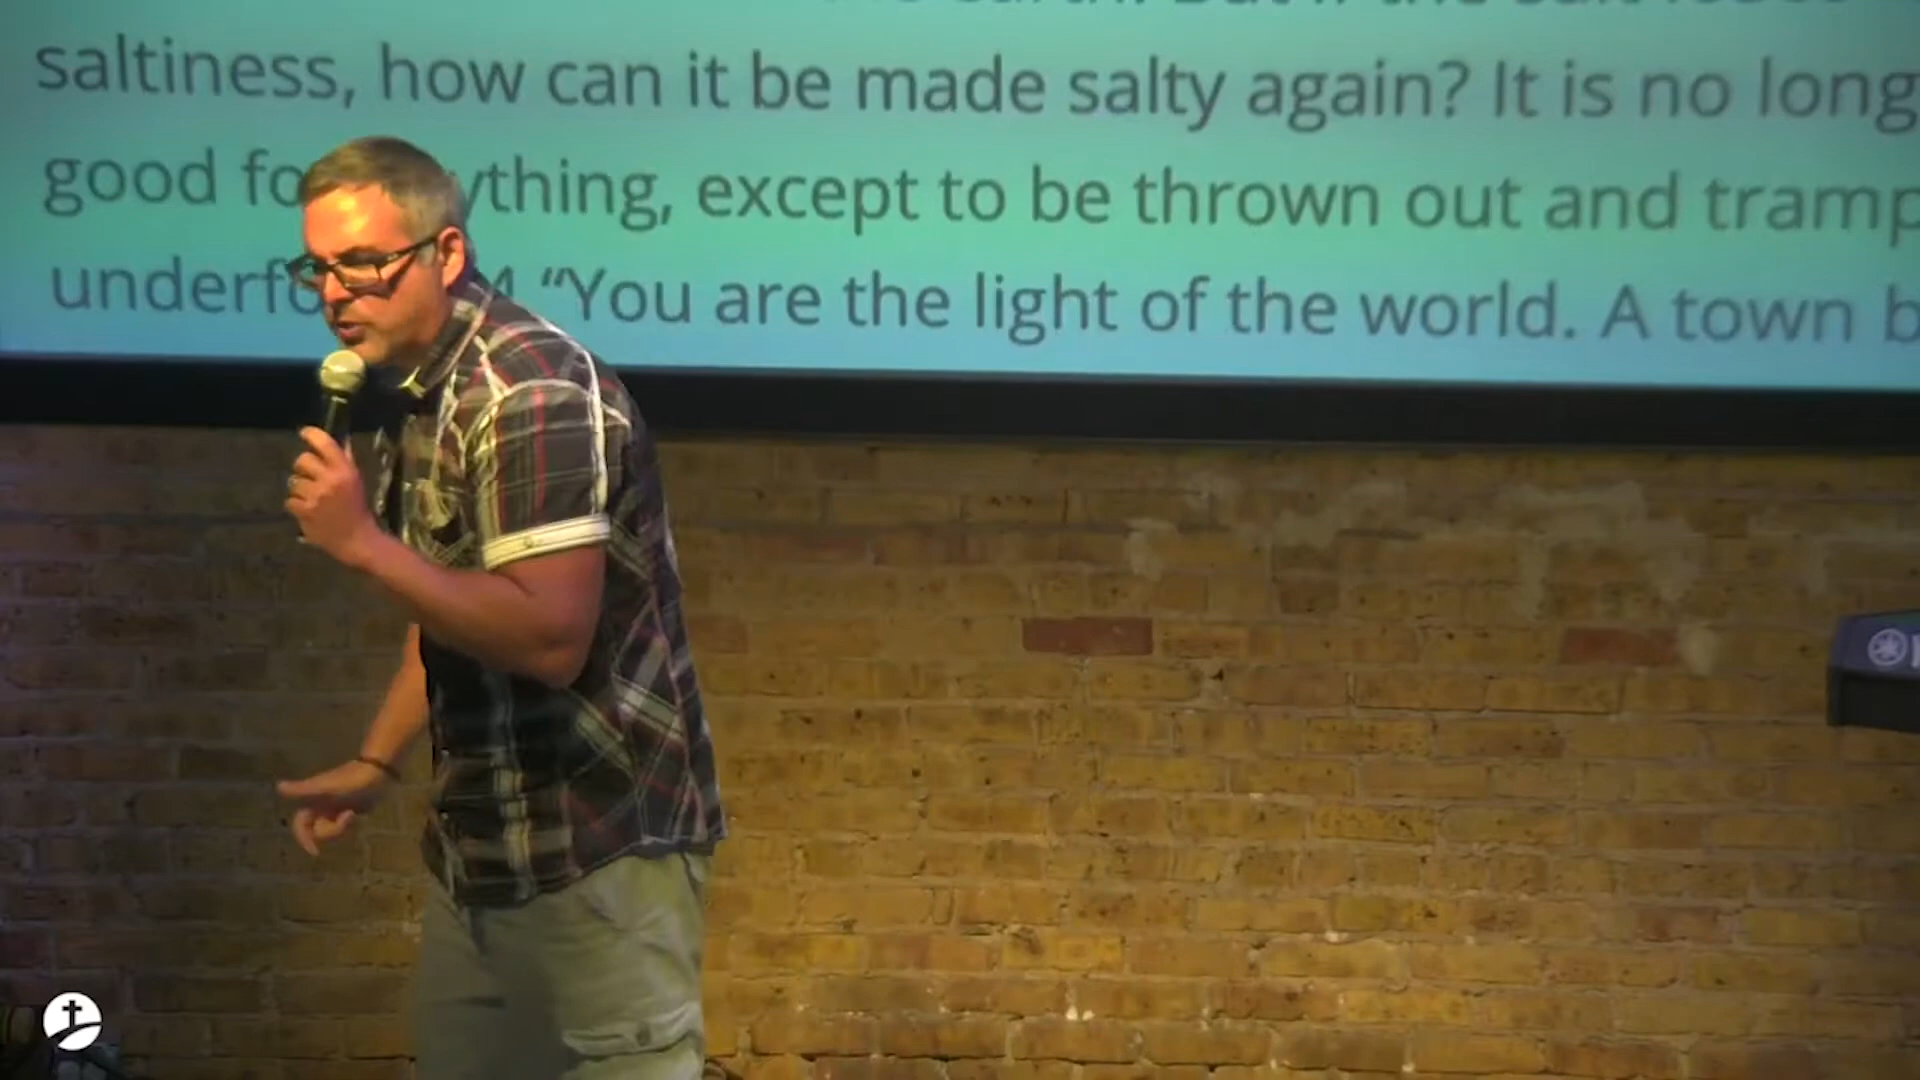 saltiness, how can it be made salty again? It is no long
good fo ything, except to be thrown out and tramp
underfo 14 “You are the light of the world. A town b